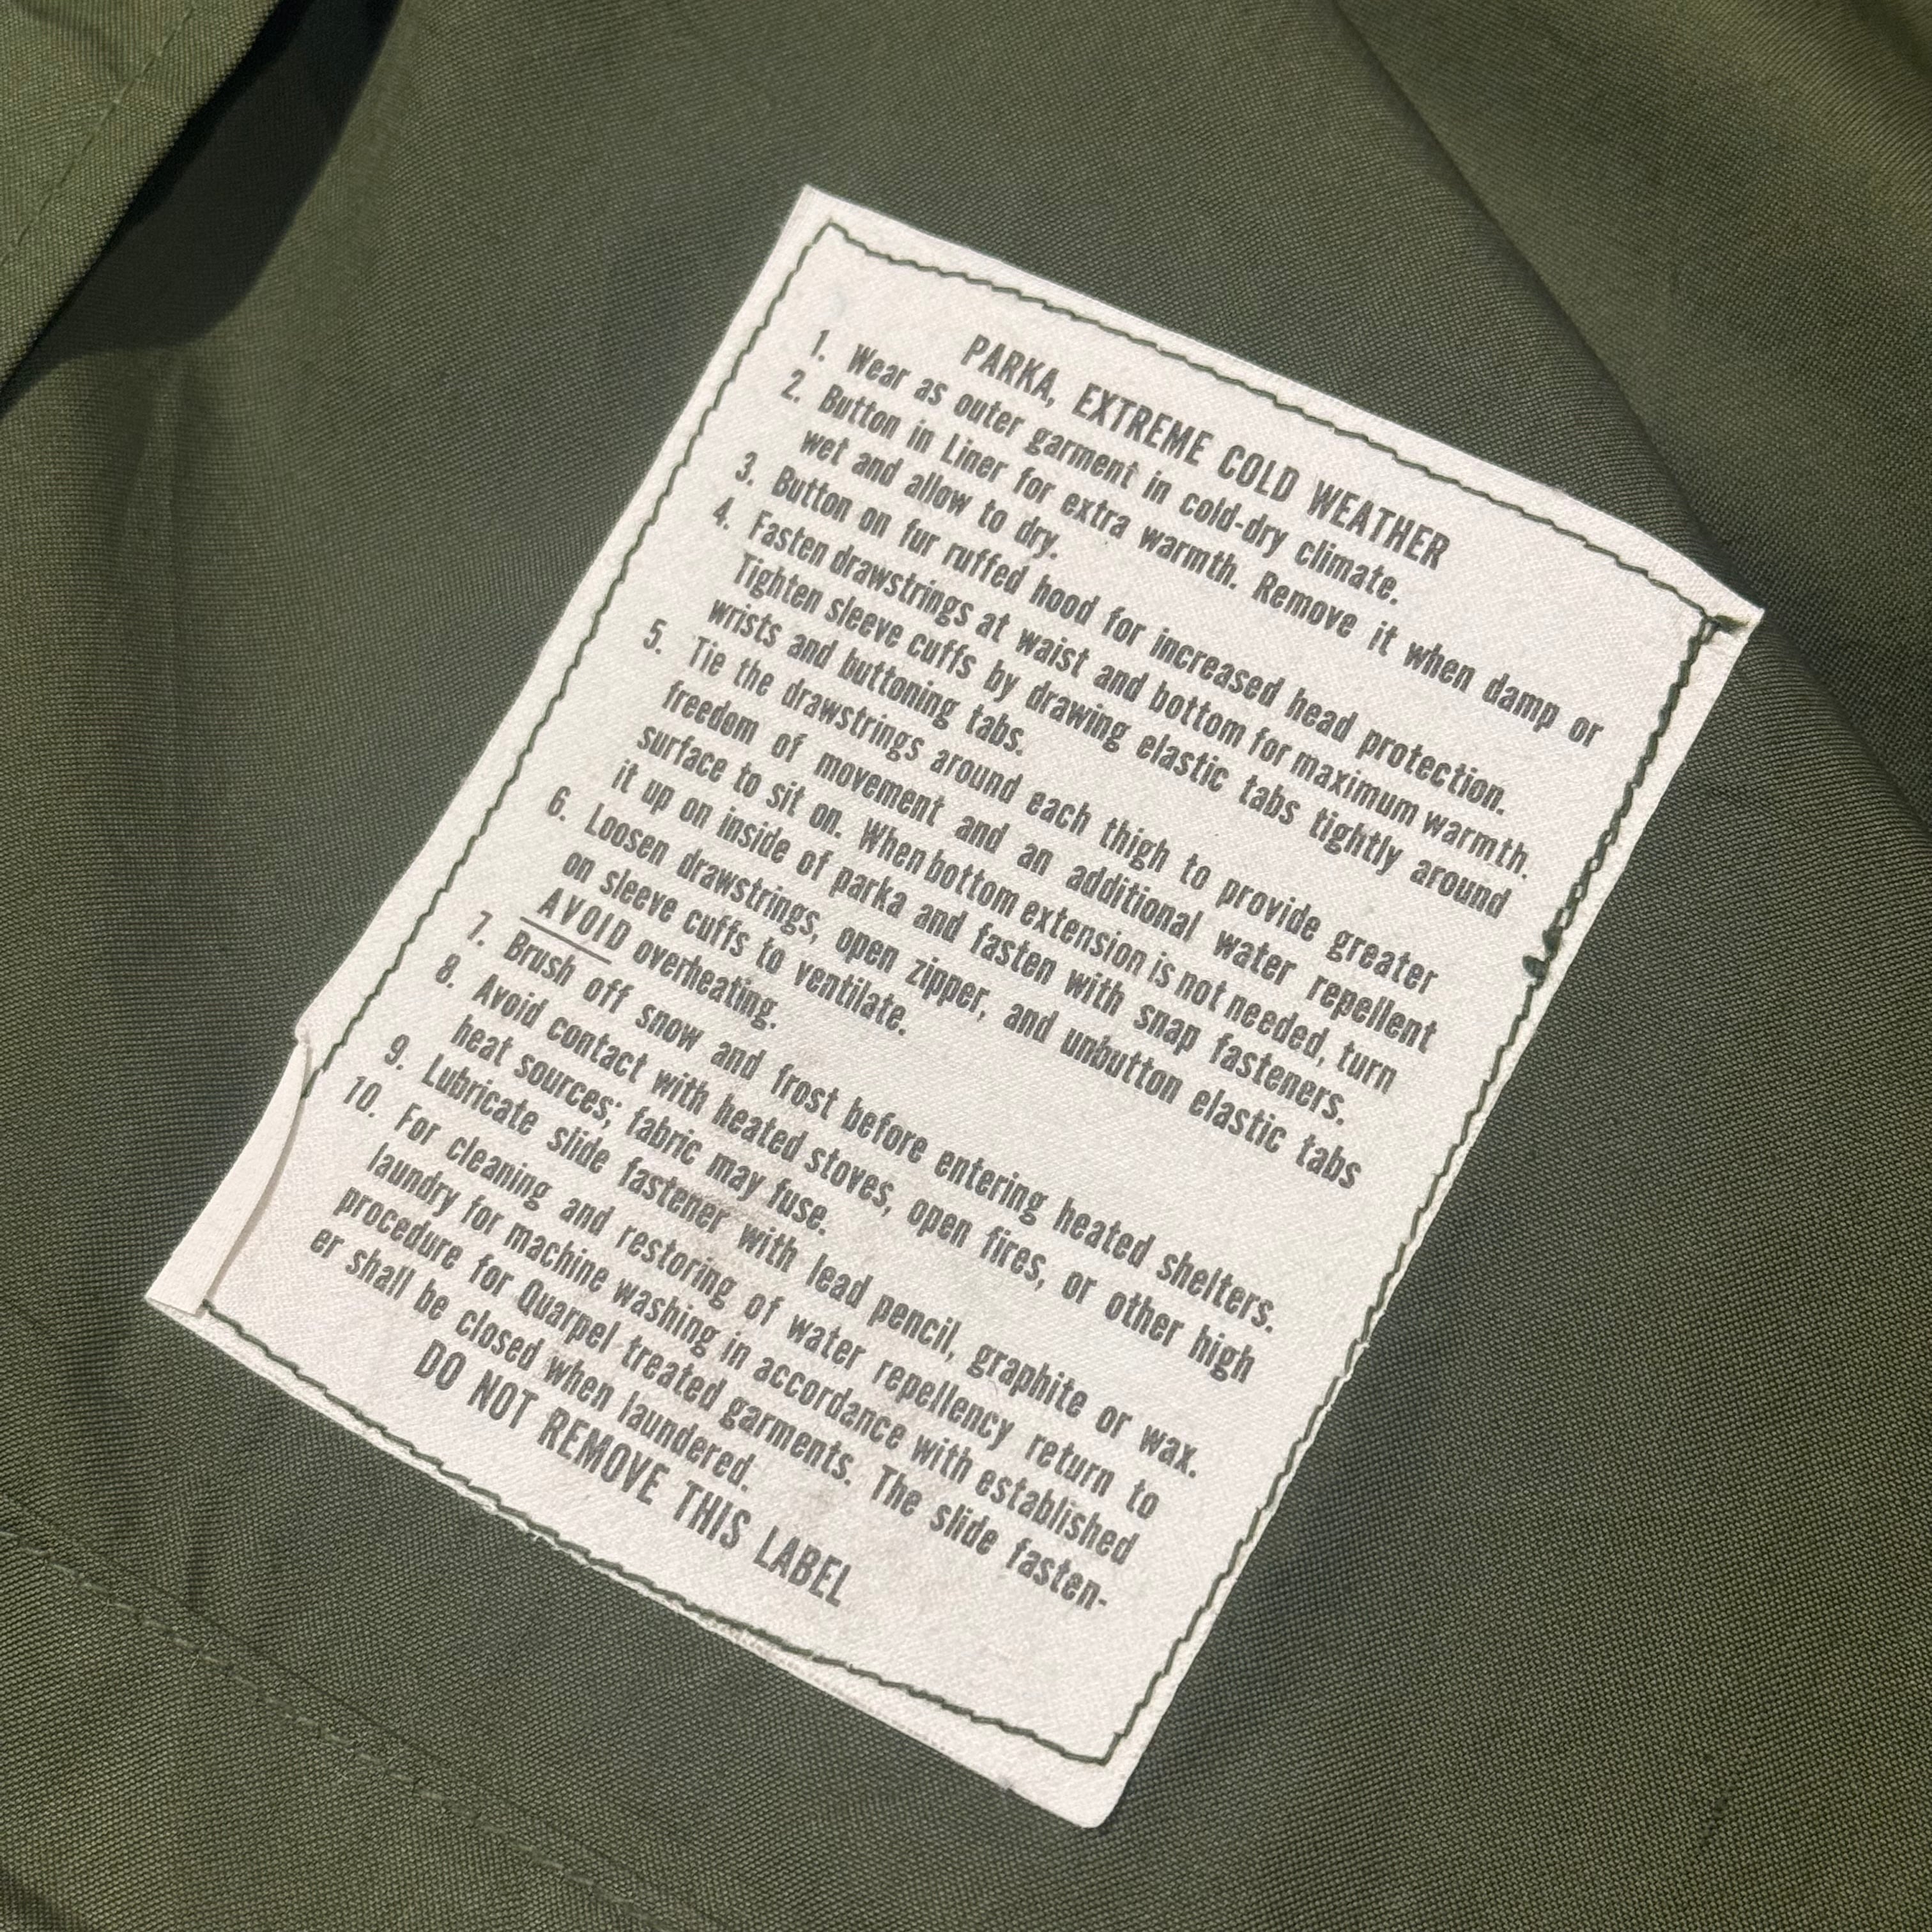 PARKA, EXTREME COLD WEATHER
1. Wear as outer garment in cold-dry climate.
2. Button in Liner for extra warmth. Remove it when damp or
wet and allow to dry.
3. Button on fur ruffed hood for increased head protection.
4. Fasten drawstrings at waist and bottom for maximum warmth.
Tighten sleeve cuffs by drawing elastic tabs tightly around
wrists and buttoning tabs.
5. Tie the drawstrings around each thigh to provide greater
freedom of movement and an additional water repellent
surface to sit on. When bottom extension is not needed, turn
it up on inside of parka and fasten with snap fasteners.
6. Loosen drawstrings, open zipper, and unbutton elastic tabs
on sleeve cuffs to ventilate.
AVOID overheating.
7. Brush off snow and frost before entering heated shelters.
8. Avoid contact with heated stoves, open fires, or other high
heat sources; fabric may fuse.
9. Lubricate slide fastener with lead pencil, graphite or wax.
10. For cleaning and restoring of water repellency return to
laundry for machine washing in accordance with established
procedure for Quarpel treated garments. The slide fasten-
er shall be closed when laundered.
DO NOT REMOVE THIS LABEL